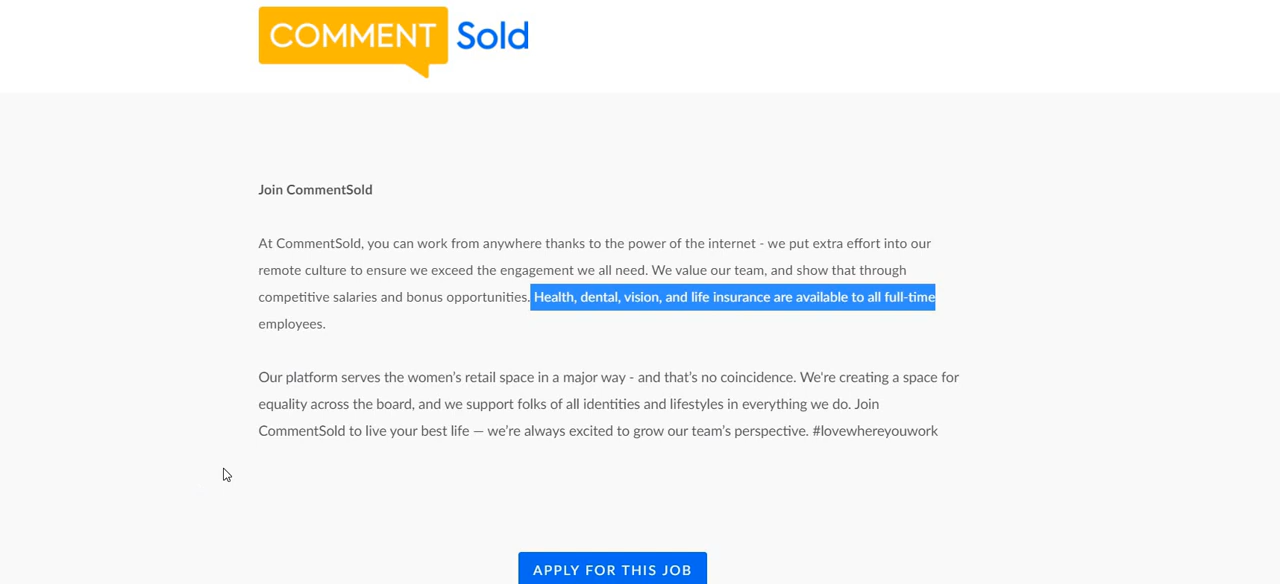 COMMENT Sold
Join CommentSold
At CommentSold, you can work from anywhere thanks to the power of the internet - we put extra effort into our
remote culture to ensure we exceed the engagement we all need. We value our team, and show that through
competitive salaries and bonus opportunities. Health, dental, vision, and life insurance are available to all full-time
employees.
Our platform serves the women’s retail space in a major way - and that’s no coincidence. We're creating a space for
equality across the board, and we support folks of all identities and lifestyles in everything we do. Join
CommentSold to live your best life — we’re always excited to grow our team’s perspective. #lovewhereyouwork
APPLY FOR THIS JOB